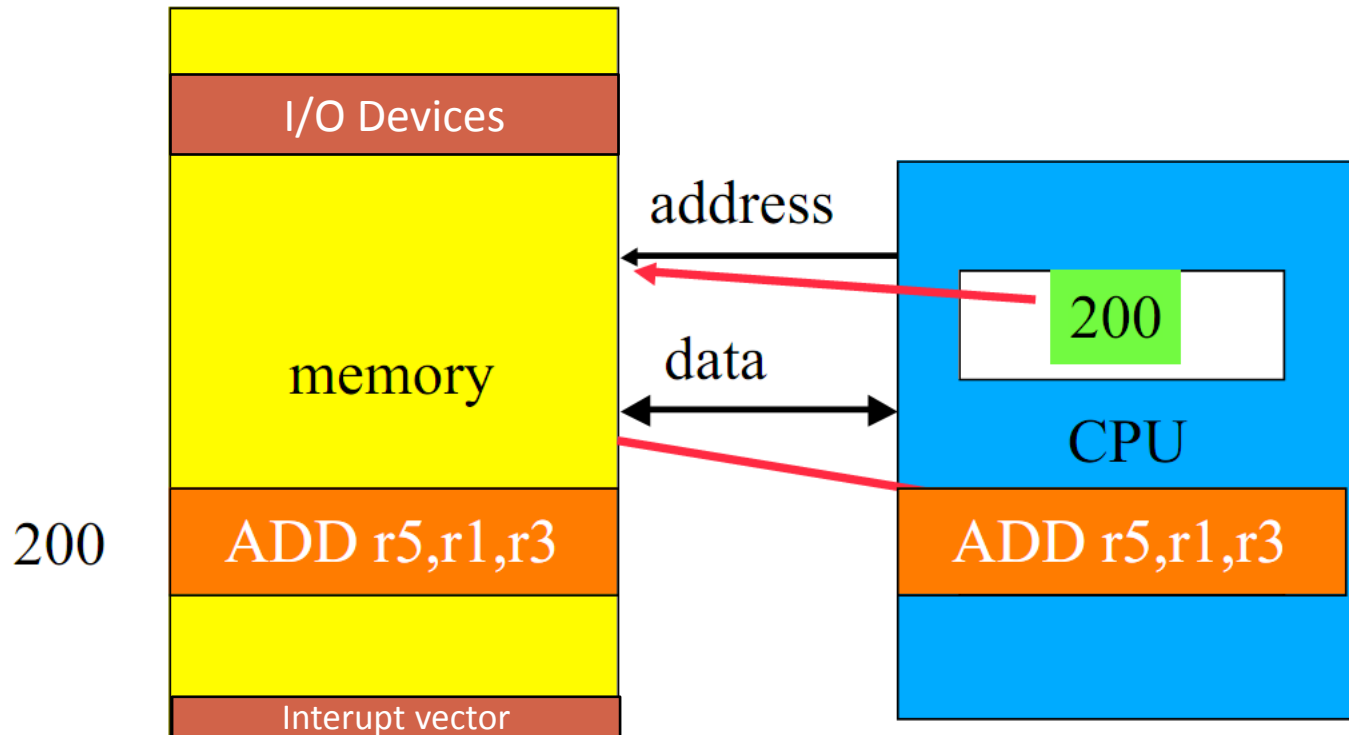 I/O Devices
address
200
data
memory
CPU
200
ADD r5,r1,r3
ADD r5,r1,r3
Interupt vector